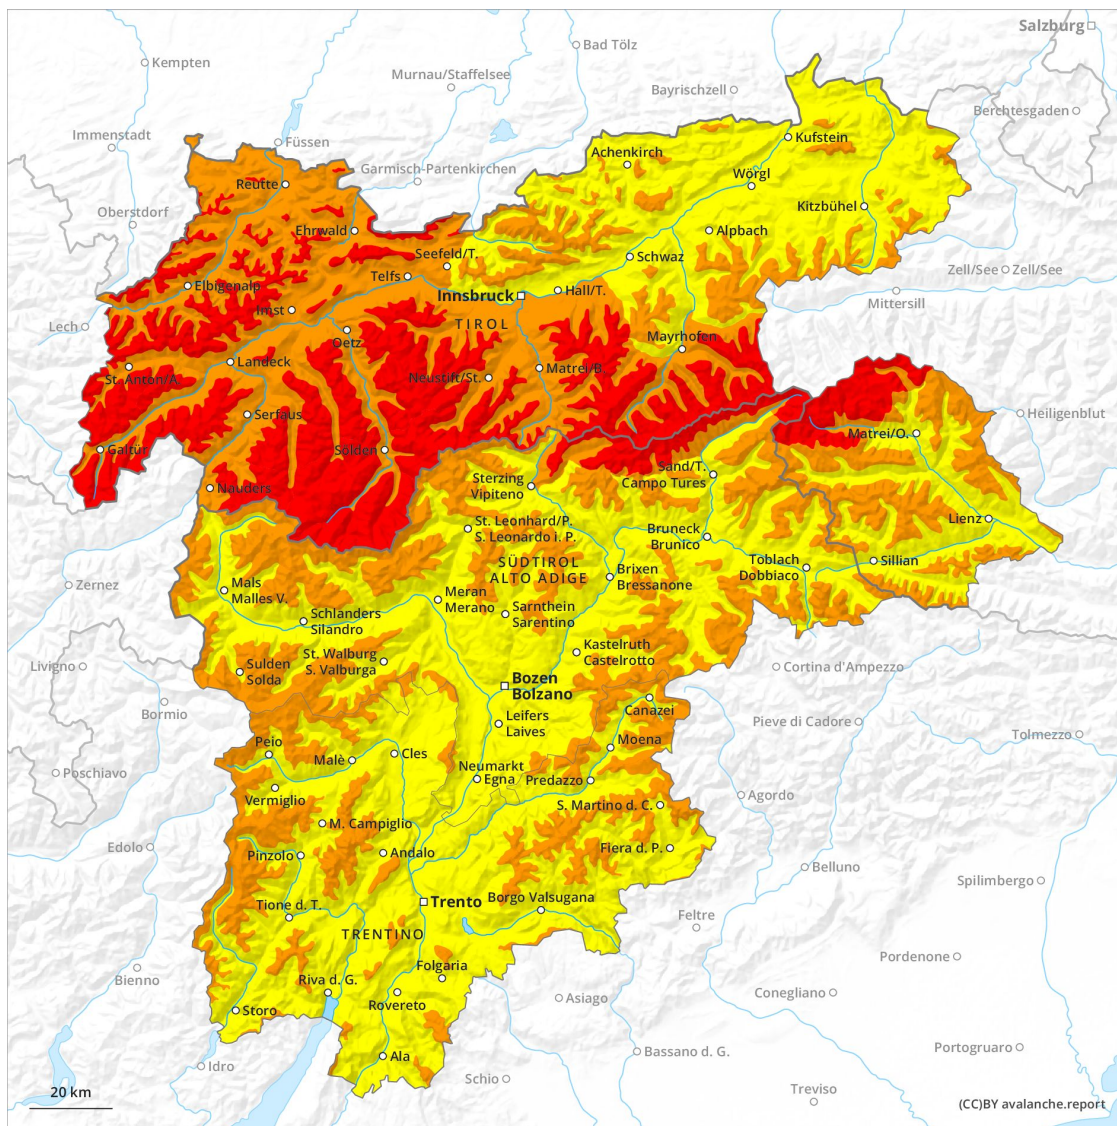 Salzburg
Bad Tölz
Kempten
Murnau/Staffelsee
Bayrischzell
Berchtesgaden
Immenstadt
Füssen
Kufstein
Achenkirch
Garmisch-Partenkirchen
Wörgl
Reutte
Oberstdorf
Kitzbühel
Ehrwald
Alpbach
Seefeld/T.
Schwaz
Telfs
Zell/See
Zell/See
Elbigenalp
Innsbruck
Hall/T.
Mittersill
Imst
TIROL
Lech
Oetz
Mayrhofen
Landeck
St. Anton/A.
Matrei/B.
Neustift/St.
Serfaus
Heiligenblut
Matrei/O.
Galtür
Sölden
Sand/T.
Campo Tures
Sterzing
Vipiteno
Nauders
St. Leonhard/P.
S. Leonardo i. P.
Lienz
Bruneck
Brunico
SÜDTIROL
ALTO ADIGE
Toblach
Dobbiaco
Sillian
Brixen
Bressanone
Zernez
Mals
Malles V.
Meran
Merano
Sarnthein
Sarentino
Schlanders
Silandro
Kastelruth
Castelrotto
St. Walburg
S. Valburga
Livigno
Sulden
Solda
Cortina d'Ampezzo
Bozen
Bolzano
Bormio
Canazei
Leifers
Laives
Pieve di Cadore
Tolmezzo
Peio
Moena
Cles
Malè
Neumarkt
Egna
Predazzo
Poschiavo
Vermiglio
Agordo
S. Martino d. C.
M. Campiglio
Edolo
Pinzolo
Andalo
Fiera d. P.
Belluno
Spilimbergo
Trento
Borgo Valsugana
Tione d. T.
Feltre
TRENTINO
Pordenone
Folgaria
Bienno
Riva d. G.
Rovereto
Asiago
Conegliano
Storo
Portogruaro
Bassano d. G.
Ala
Idro
Schio
Treviso
20 km
(CC)BY avalanche.report